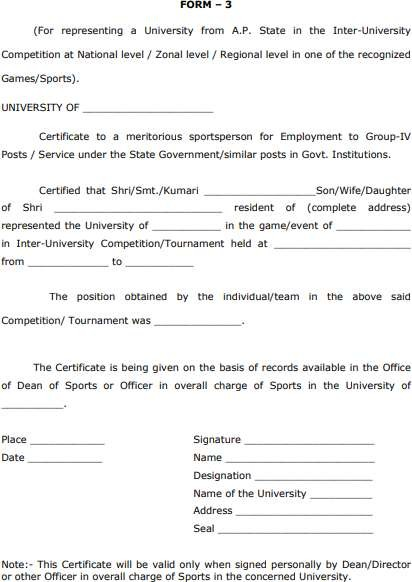 FORM – 3
(For representing a University from A.P. State in the Inter-University
Competition at National level / Zonal level / Regional level in one of the recognized
Games/Sports).
UNIVERSITY OF ______________________
Certificate to a meritorious sportsperson for Employment to Group-IV
Posts / Service under the State Government/similar posts in Govt. Institutions.
Certified that Shri/Smt./Kumari ___________________Son/Wife/Daughter
of Shri ____________________________ resident of (complete address)
represented the University of ____________ in the game/event of ____________
in Inter-University Competition/Tournament held at ______________________
from _____________ to ___________
The position obtained by the individual/team in the above said
Competition/ Tournament was ______________.
The Certificate is being given on the basis of records available in the Office
of Dean of Sports or Officer in overall charge of Sports in the University of
__________.
Place ____________ Signature ______________________
Date ____________ Name _________________________
Designation ____________________
Name of the University __________
Address _______________________
Seal __________________________
Note:- This Certificate will be valid only when signed personally by Dean/Director
or other Officer in overall charge of Sports in the concerned University.